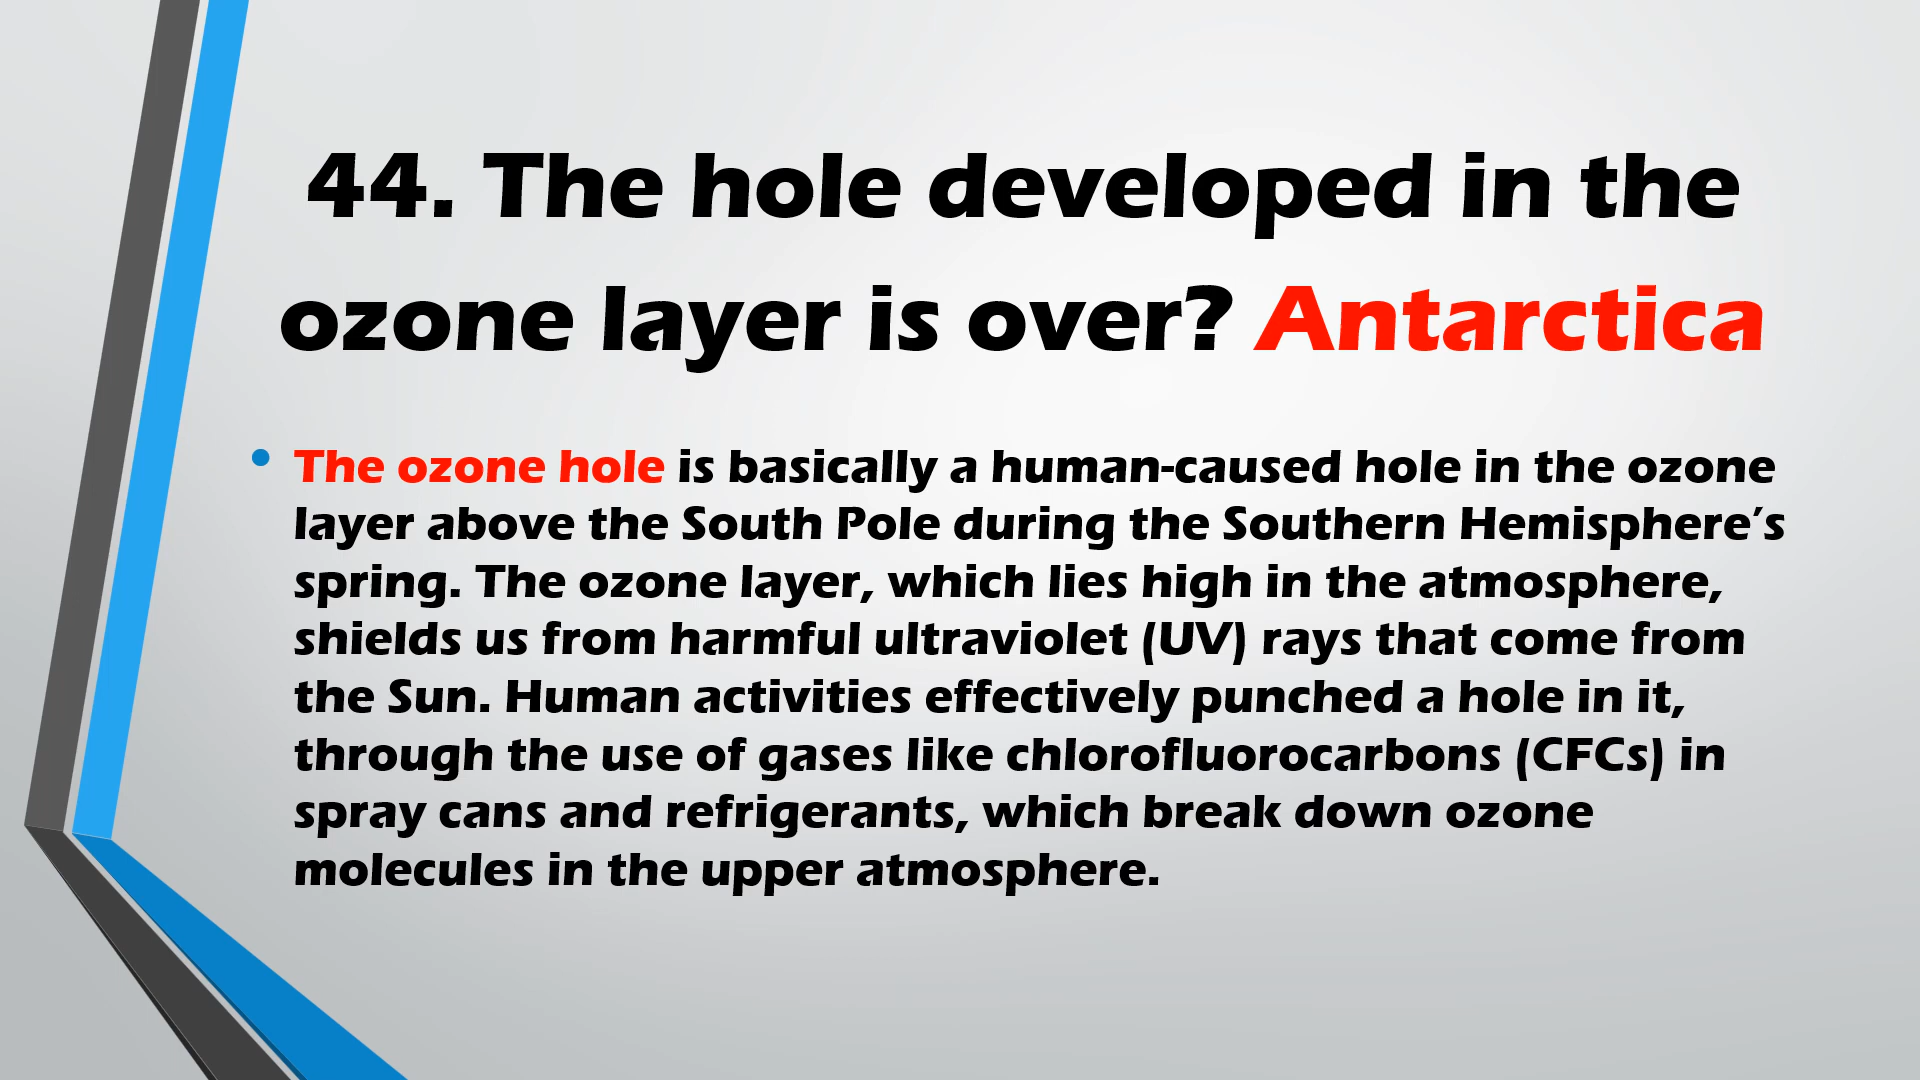 44. The hole developed in the
ozone layer is over? Antarctica
• The ozone hole is basically a human-caused hole in the ozone
layer above the South Pole during the Southern Hemisphere’s
spring. The ozone layer, which lies high in the atmosphere,
shields us from harmful ultraviolet (UV) rays that come from
the Sun. Human activities effectively punched a hole in it,
through the use of gases like chlorofluorocarbons (CFCs) in
spray cans and refrigerants, which break down ozone
molecules in the upper atmosphere.